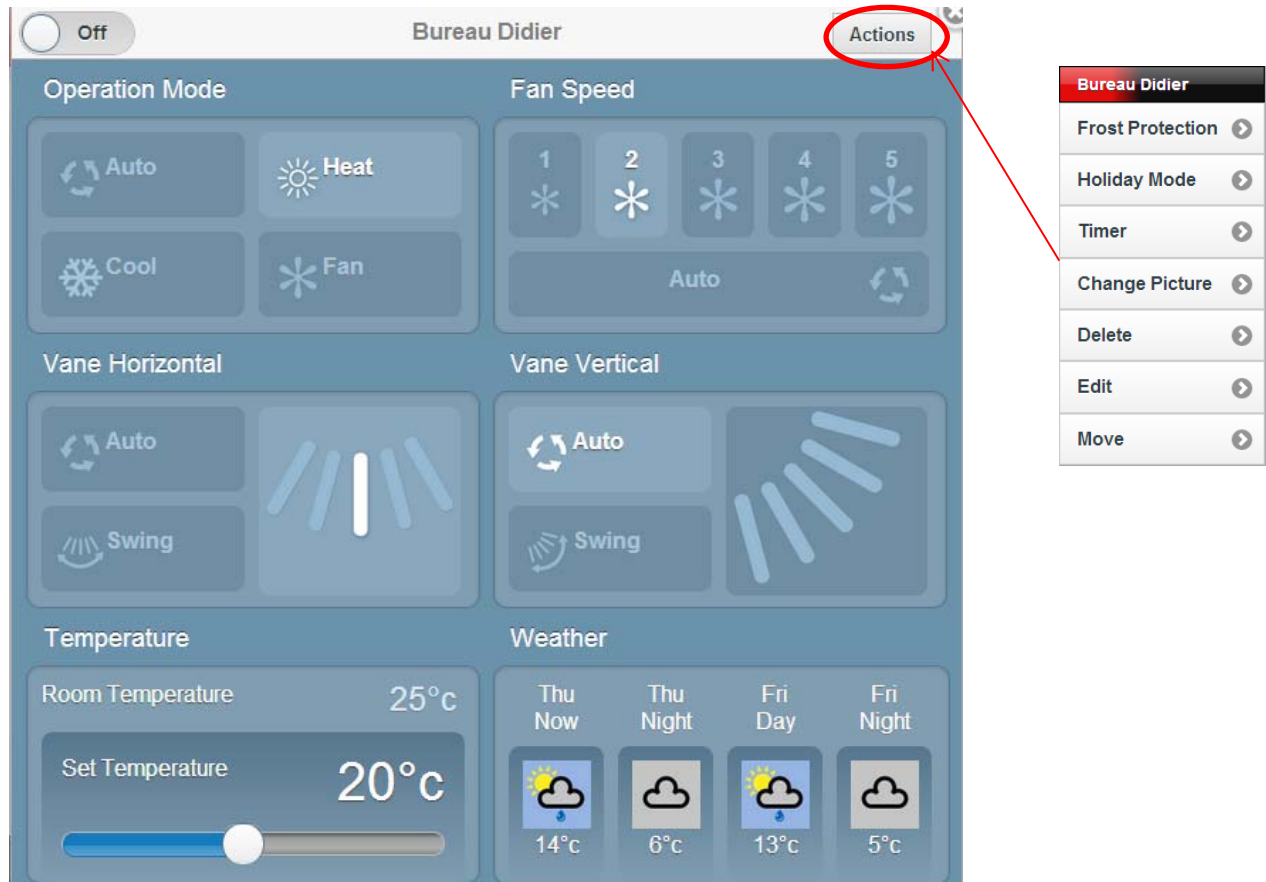 Off
Bureau Didier
Actions
Operation Mode
Auto
Heat
Cool
Fan
Fan Speed
1 2 3 4 5
Auto
Vane Horizontal
Auto
Swing
Vane Vertical
Auto
Swing
Temperature
Room Temperature 25°c
Set Temperature 20°c
Weather
Thu Thu Fri Fri
Now Night Day Night
14°c 6°c 13°c 5°c
Bureau Didier
Frost Protection
Holiday Mode
Timer
Change Picture
Delete
Edit
Move